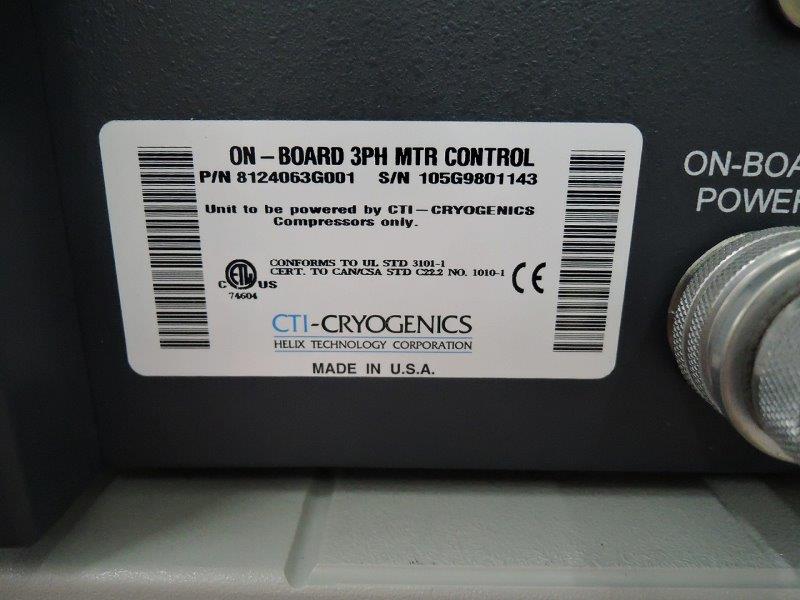 ON-BOARD 3PH MTR CONTROL
P/N 8124063G001 S/N 105G9801143
Unit to be powered by CTI-CRYOGENICS
Compressors only.
CONFORMS TO UL STD 3101-1
CERT. TO CAN/CSA STD C22.2 NO. 1010-1
C ETL US
74604
CE
CTI-CRYOGENICS
HELIX TECHNOLOGY CORPORATION
MADE IN U.S.A.
ON-BOA
POWER